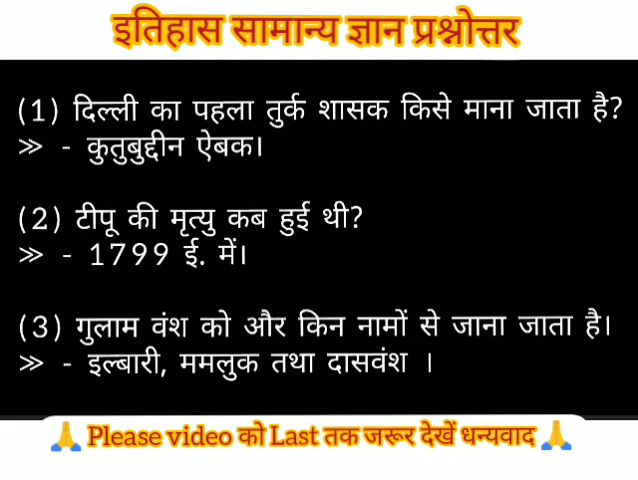 इतिहास सामान्य ज्ञान प्रश्नोत्तर
(1) दिल्ली का पहला तुर्क शासक किसे माना जाता है?
≫ - कुतुबुद्दीन ऐबक।
(2) टीपू की मृत्यु कब हुई थी?
≫ - 1799 ई. में।
(3) गुलाम वंश को और किन नामों से जाना जाता है।
≫ - इल्बारी, ममलुक तथा दासवंश ।
🙏 Please video को Last तक जरूर देखें धन्यवाद 🙏